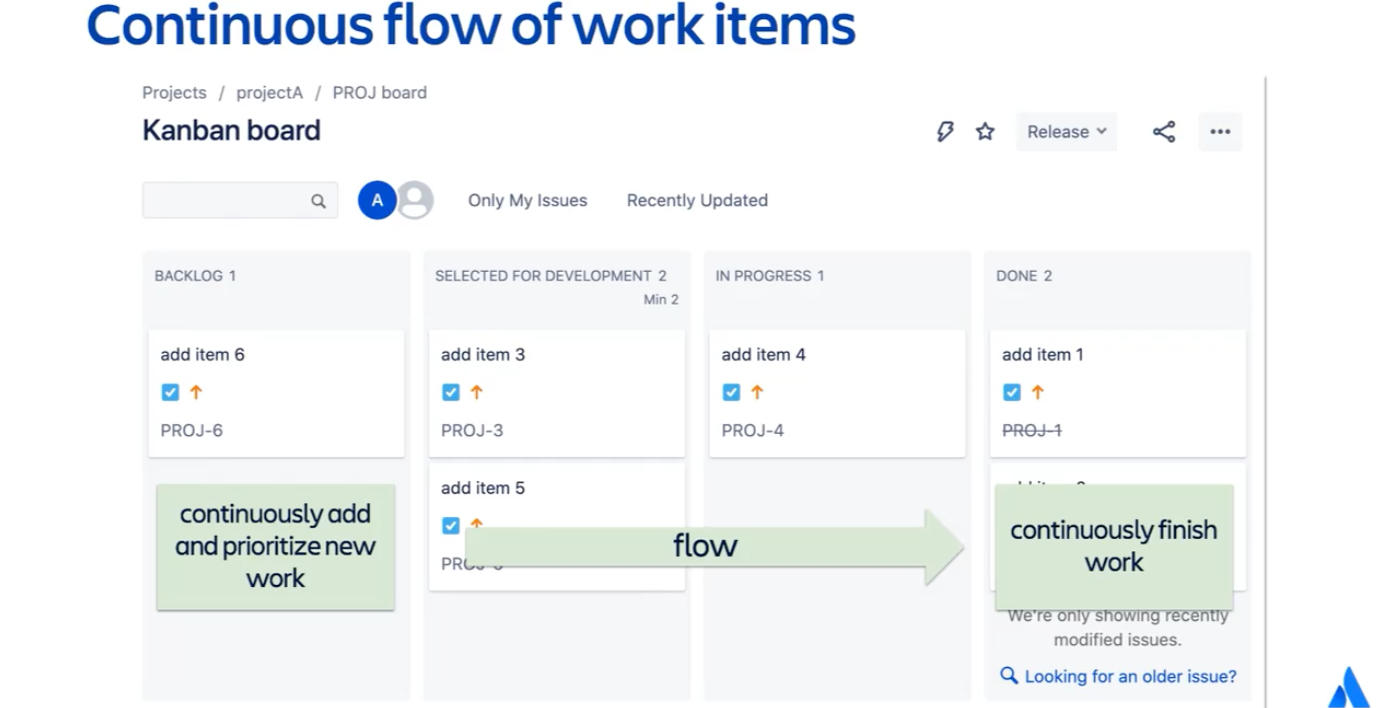 Continuous flow of work items
Projects / projectA / PROJ board
Kanban board
Release
A
Only My Issues
Recently Updated
BACKLOG 1
add item 6
PROJ-6
continuously add
and prioritize new
work
SELECTED FOR DEVELOPMENT 2
Min 2
add item 3
PROJ-3
add item 5
flow
IN PROGRESS 1
add item 4
PROJ-4
DONE 2
add item 1
PROJ-1
continuously finish
work
We're only showing recently
modified issues.
Looking for an older issue?